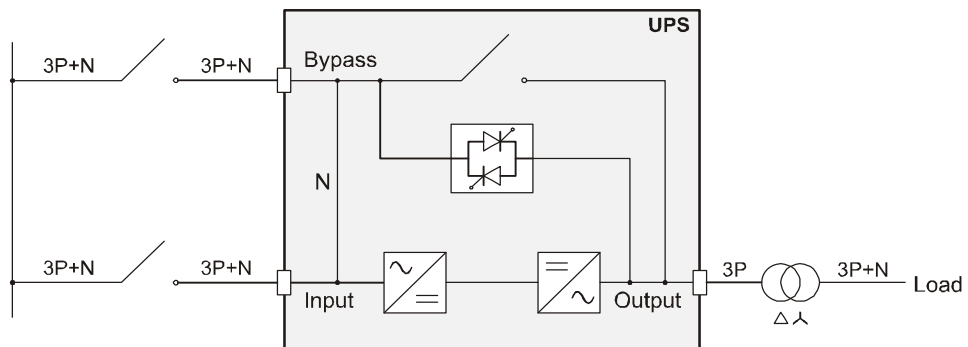 UPS
3P+N
3P+N
Bypass
N
3P+N
3P+N
Input
Output
3P
3P+N
Load